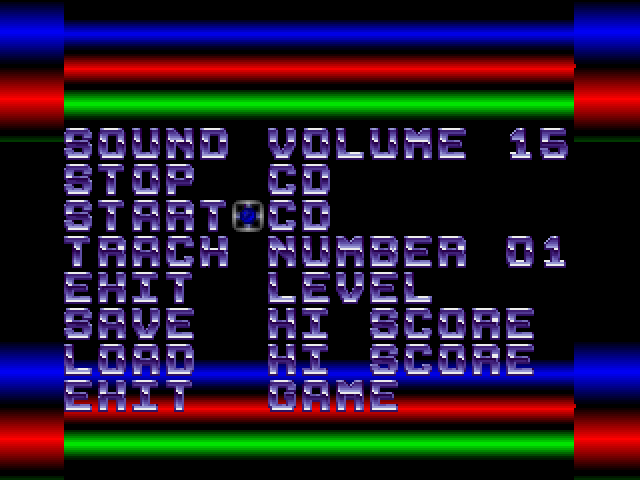 SOUND VOLUME 15
STOP CD
START CD
TRACK NUMBER 01
EXIT LEVEL
SAVE HI SCORE
LOAD HI SCORE
EXIT GAME